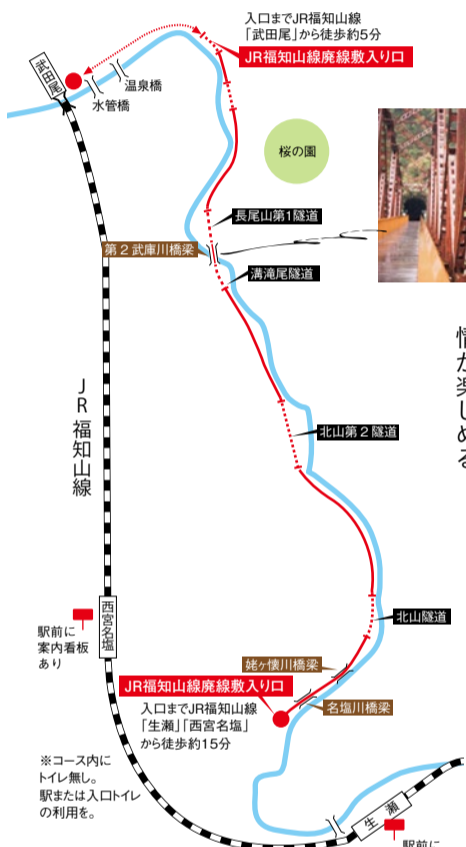 入口までJR福知山線
「武田尾」から徒歩約5分
JR福知山線廃線敷入り口
武田尾
温泉橋
水管橋
桜の園
長尾山第1隧道
第2武庫川橋梁
溝滝尾隧道
情が楽しめる
JR福知山線
北山第2隧道
西宮名塩
駅前に
案内看板
あり
北山隧道
姥ヶ懐川橋梁
JR福知山線廃線敷入り口
名塩川橋梁
入口までJR福知山線
「生瀬」「西宮名塩」
から徒歩約15分
※コース内に
トイレ無し。
駅または入口トイレ
の利用を。
生瀬
駅前に